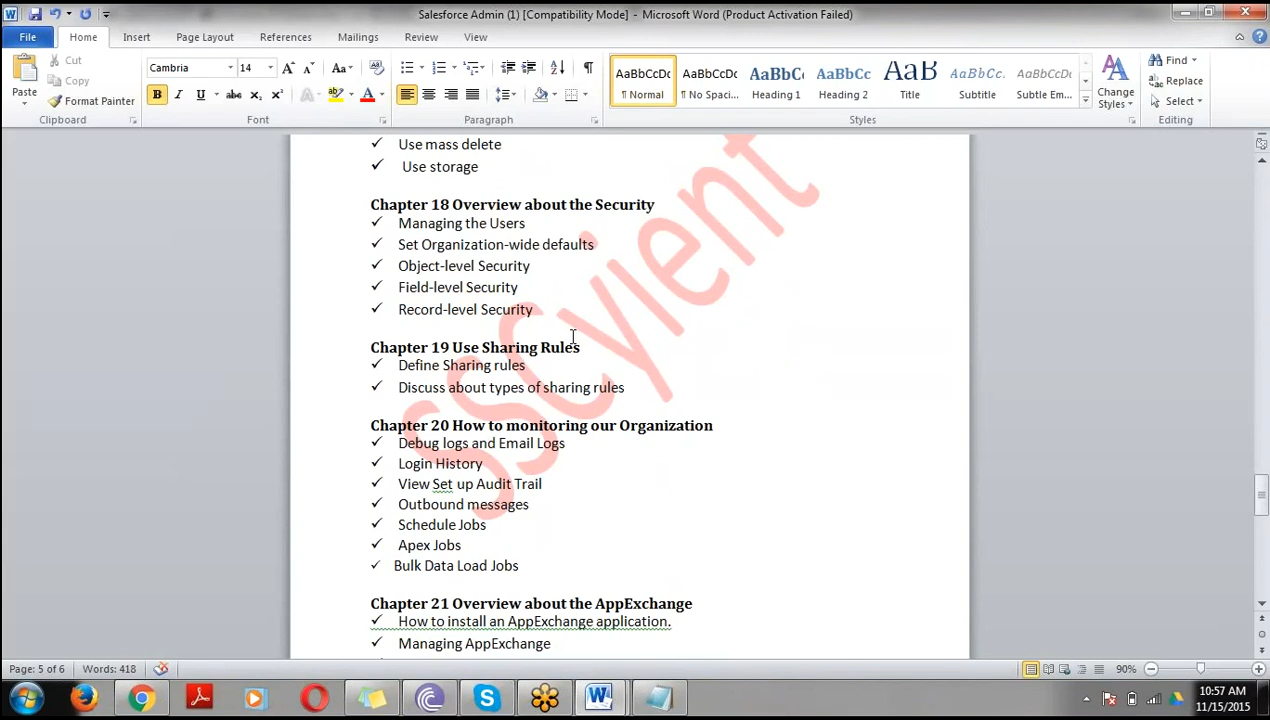 Salesforce Admin (1) [Compatibility Mode] - Microsoft Word (Product Activation Failed)
File Home Insert Page Layout References Mailings Review View
Cut
Copy
Format Painter
Paste
Clipboard
Cambria 14
Font
Paragraph
AaBbCcDc AaBbCcDc AaBbC AaBbCc AaB AaBbCc. AaBbCcDc
¶ Normal ¶ No Spaci... Heading 1 Heading 2 Title Subtitle Subtle Em...
Styles
Change Styles
Find
Replace
Select
Editing
✓ Use mass delete
✓ Use storage
Chapter 18 Overview about the Security
✓ Managing the Users
✓ Set Organization-wide defaults
✓ Object-level Security
✓ Field-level Security
✓ Record-level Security
Chapter 19 Use Sharing Rules
✓ Define Sharing rules
✓ Discuss about types of sharing rules
Chapter 20 How to monitoring our Organization
✓ Debug logs and Email Logs
✓ Login History
✓ View Set up Audit Trail
✓ Outbound messages
✓ Schedule Jobs
✓ Apex Jobs
✓ Bulk Data Load Jobs
Chapter 21 Overview about the AppExchange
✓ How to install an AppExchange application.
✓ Managing AppExchange
SSCyient
Page: 5 of 6 Words: 418 90%
10:57 AM
11/15/2015